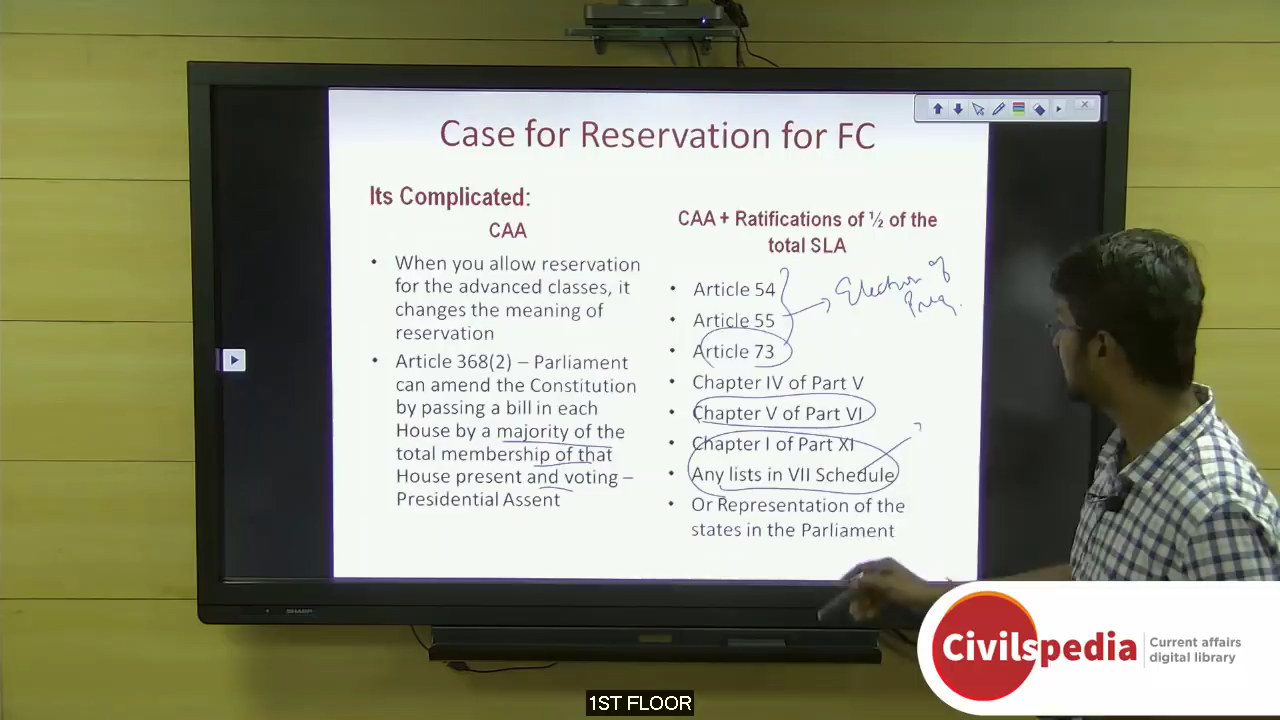 Case for Reservation for FC
Its Complicated:
CAA
• When you allow reservation
for the advanced classes, it
changes the meaning of
reservation
• Article 368(2) – Parliament
can amend the Constitution
by passing a bill in each
House by a majority of the
total membership of that
House present and voting –
Presidential Assent
CAA + Ratifications of ½ of the
total SLA
• Article 54
• Article 55
• Article 73
• Chapter IV of Part V
• Chapter V of Part VI
• Chapter I of Part XI
• Any lists in VII Schedule
• Or Representation of the
states in the Parliament
Election of
SHARP
Civilspedia
Current affairs
digital library
1ST FLOOR